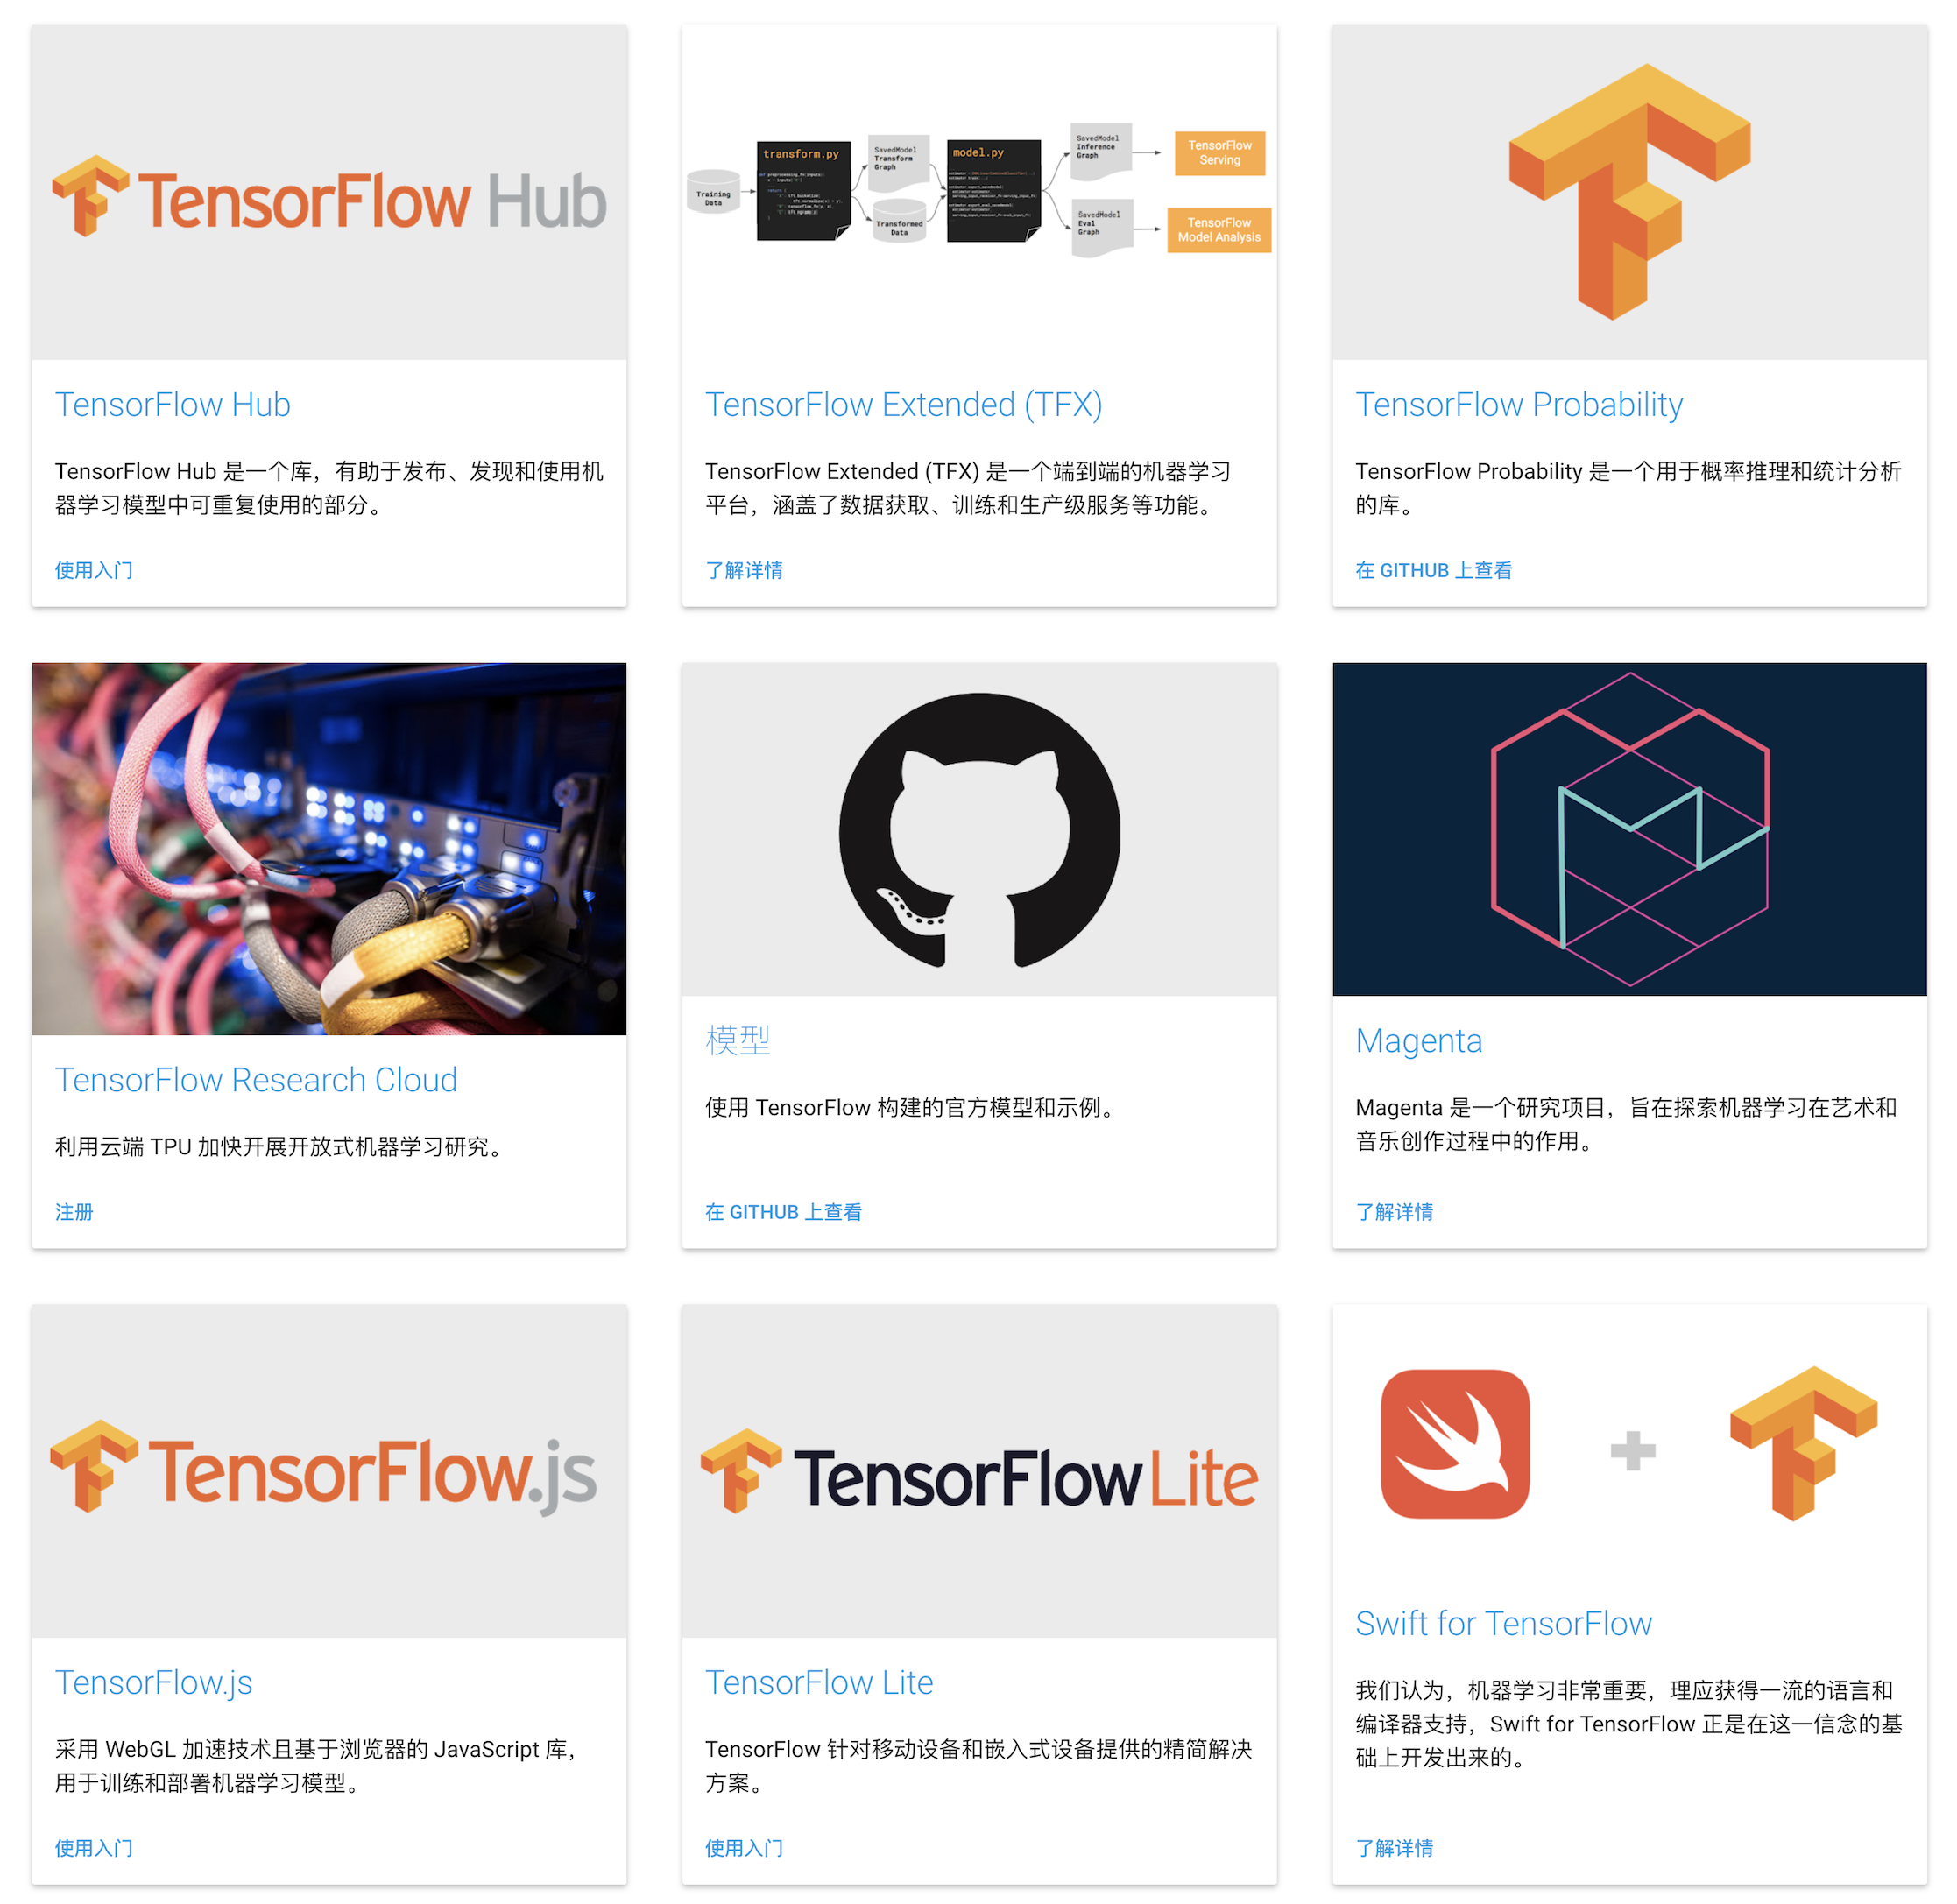 TensorFlow Hub
TensorFlow Hub
TensorFlow Hub 是一个库，有助于发布、发现和使用机
器学习模型中可重复使用的部分。
使用入门
Training
Data
transform.py
SavedModel
Transform
Graph
Transformed
Data
model.py
SavedModel
Inference
Graph
SavedModel
Eval
Graph
TensorFlow
Serving
TensorFlow
Model Analysis
TensorFlow Extended (TFX)
TensorFlow Extended (TFX) 是一个端到端的机器学习
平台，涵盖了数据获取、训练和生产级服务等功能。
了解详情
TensorFlow Probability
TensorFlow Probability 是一个用于概率推理和统计分析
的库。
在 GITHUB 上查看
TensorFlow Research Cloud
利用云端 TPU 加快开展开放式机器学习研究。
注册
模型
使用 TensorFlow 构建的官方模型和示例。
在 GITHUB 上查看
Magenta
Magenta 是一个研究项目，旨在探索机器学习在艺术和
音乐创作过程中的作用。
了解详情
TensorFlow.js
TensorFlow.js
采用 WebGL 加速技术且基于浏览器的 JavaScript 库，
用于训练和部署机器学习模型。
使用入门
TensorFlow Lite
TensorFlow Lite
TensorFlow 针对移动设备和嵌入式设备提供的精简解决
方案。
使用入门
Swift for TensorFlow
我们认为，机器学习非常重要，理应获得一流的语言和
编译器支持，Swift for TensorFlow 正是在这一信念的基
础上开发出来的。
了解详情